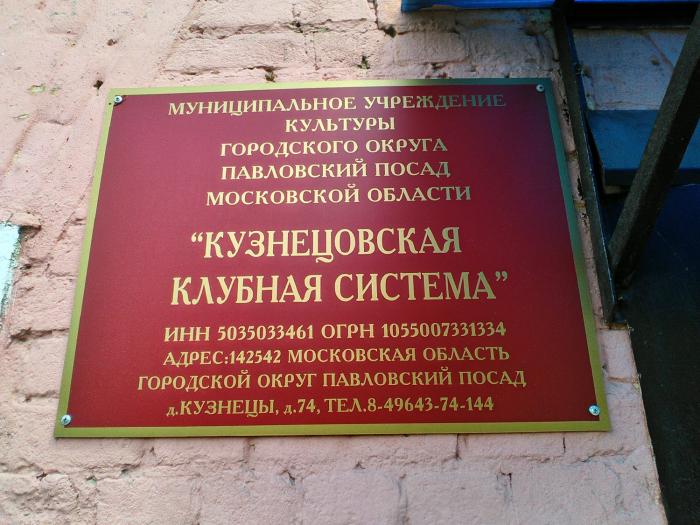 МУНИЦИПАЛЬНОЕ УЧРЕЖДЕНИЕ
КУЛЬТУРЫ
ГОРОДСКОГО ОКРУГА
ПАВЛОВСКИЙ ПОСАД
МОСКОВСКОЙ ОБЛАСТИ
“КУЗНЕЦОВСКАЯ
КЛУБНАЯ СИСТЕМА”
ИНН 5035033461 ОГРН 1055007331334
АДРЕС:142542 МОСКОВСКАЯ ОБЛАСТЬ
ГОРОДСКОЙ ОКРУГ ПАВЛОВСКИЙ ПОСАД
д.КУЗНЕЦЫ, д.74, ТЕЛ.8-49643-74-144